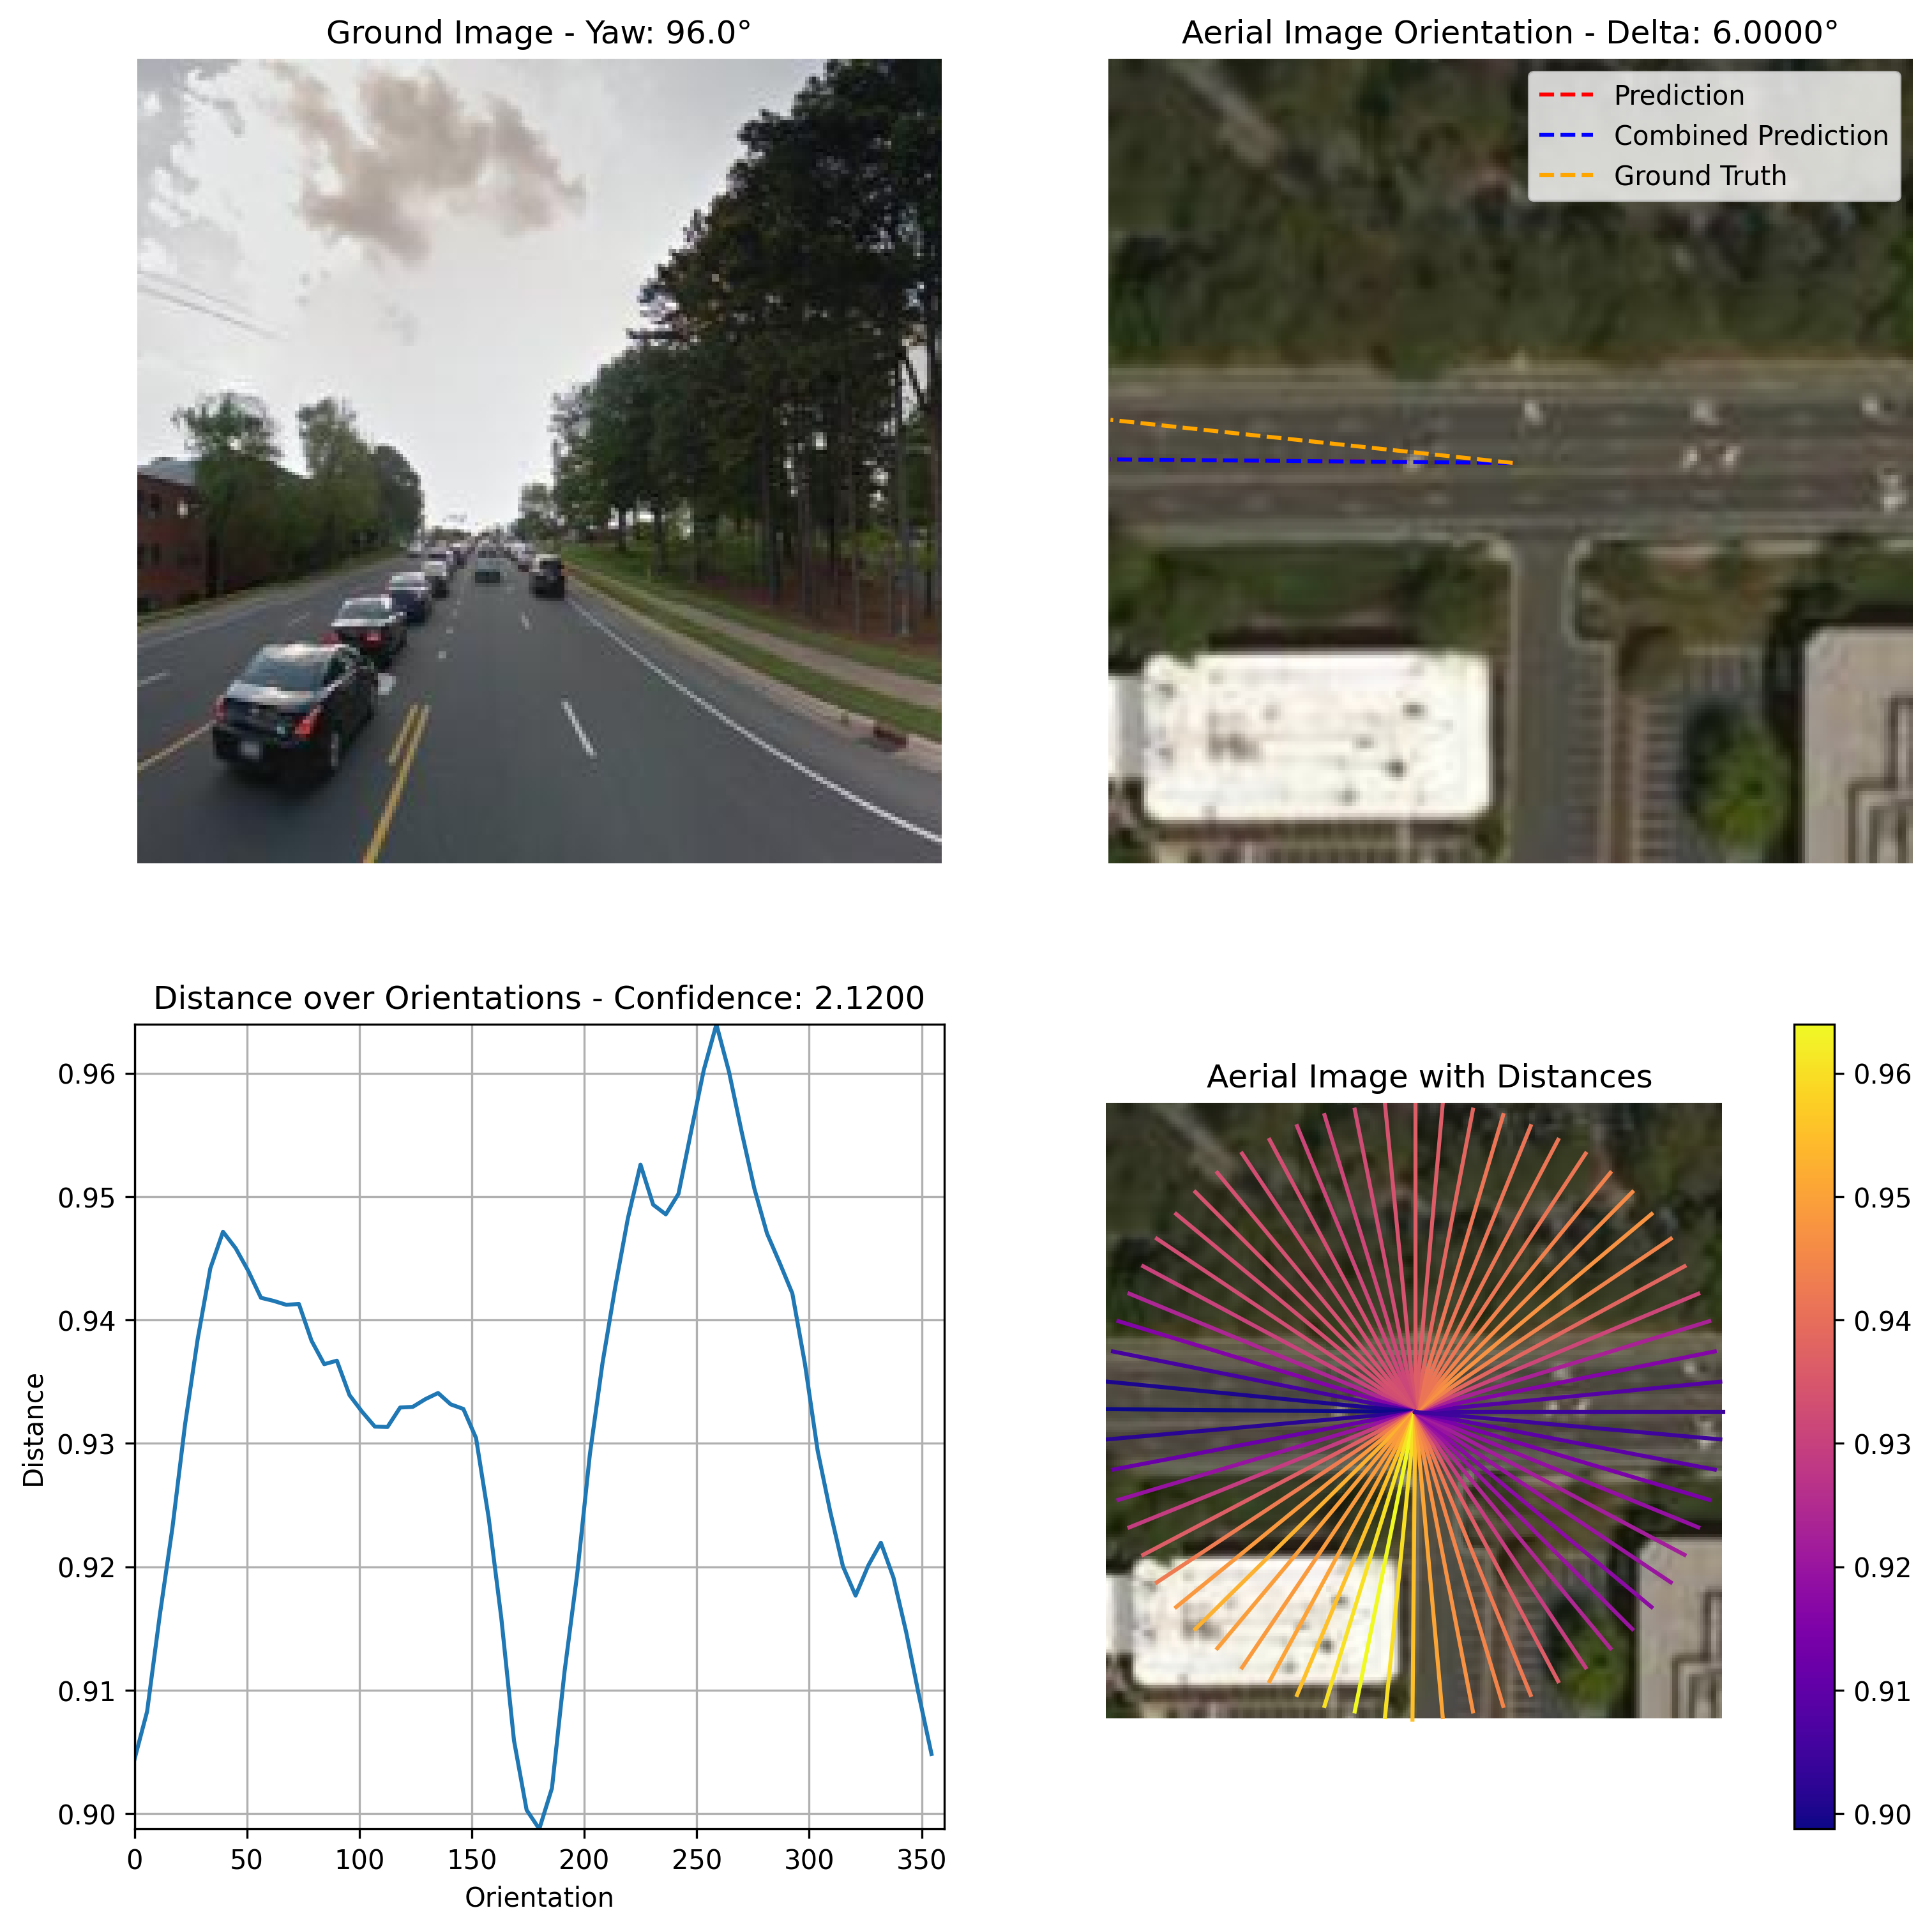 Ground Image - Yaw: 96.0°
Aerial Image Orientation - Delta: 6.0000°
Prediction
Combined Prediction
Ground Truth
Distance over Orientations - Confidence: 2.1200
0.96
0.95
0.94
0.93
0.92
0.91
0.90
Distance
0
50
100
150
200
250
300
350
Orientation
Aerial Image with Distances
0.96
0.95
0.94
0.93
0.92
0.91
0.90